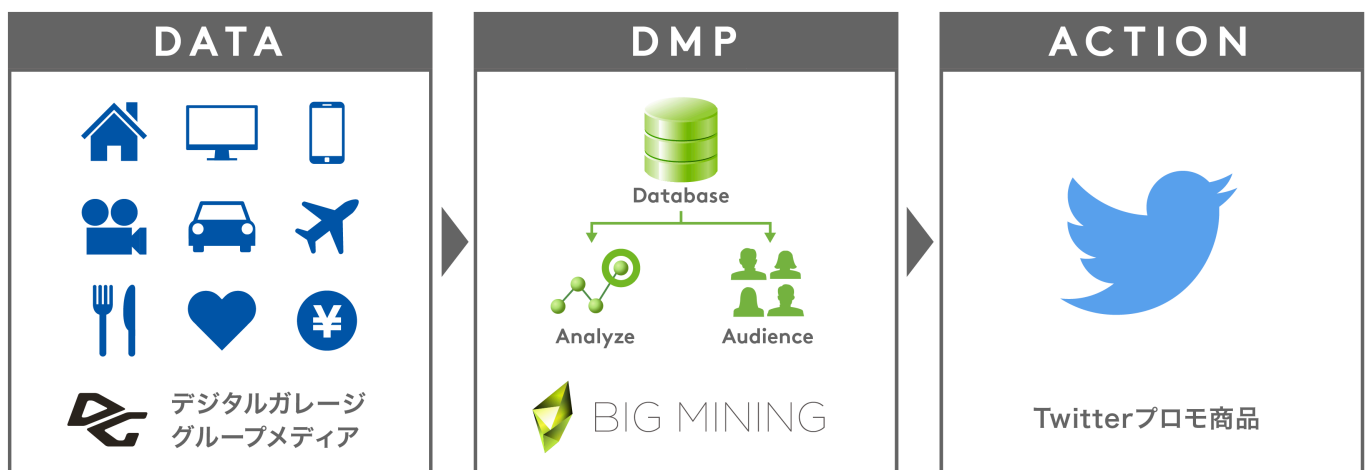 DATA
デジタルガレージ
グループメディア
DMP
Database
Analyze
Audience
BIG MINING
ACTION
Twitterプロモ商品